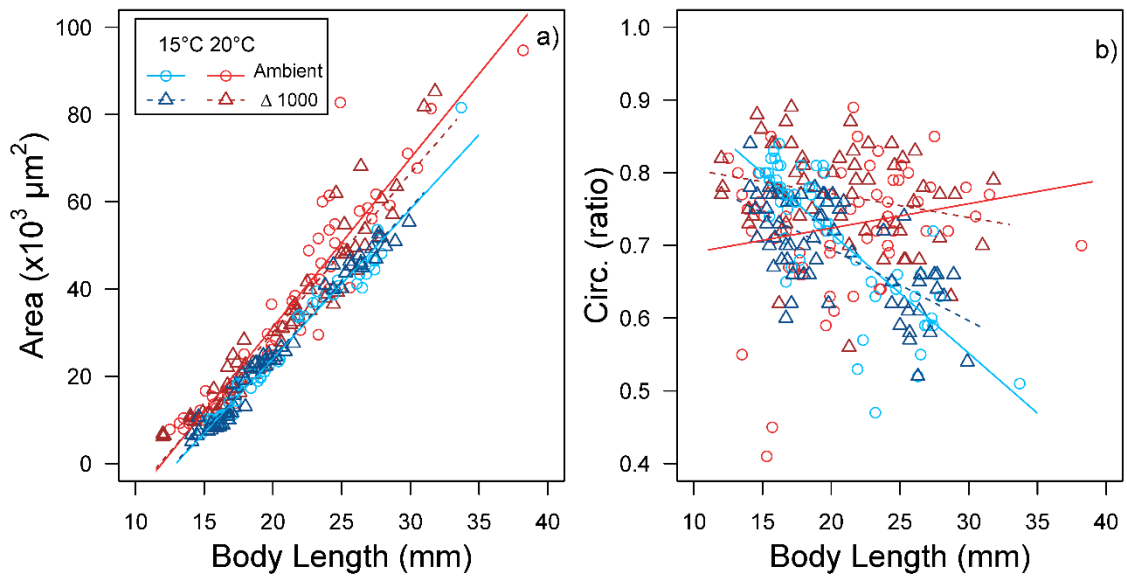 a)
15°C 20°C
Ambient
Δ 1000
Area (x10³ µm²)
100
80
60
40
20
0
10 15 20 25 30 35 40
Body Length (mm)
b)
Circ. (ratio)
1.0
0.9
0.8
0.7
0.6
0.5
0.4
10 15 20 25 30 35 40
Body Length (mm)